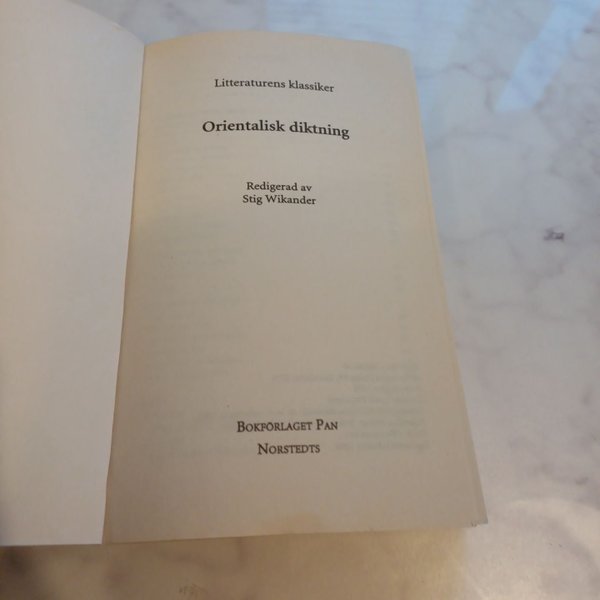 Litteraturens klassiker
Orientalisk diktning
Redigerad av
Stig Wikander
BOKFÖRLAGET PAN
NORSTEDTS